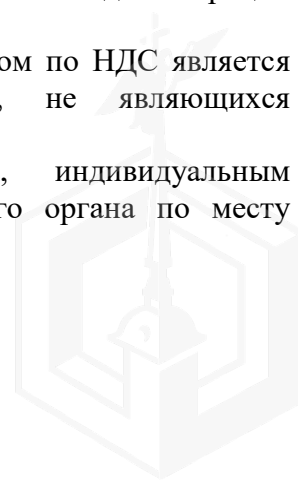 ом по НДС является
, не являющихся
, индивидуальным
го органа по месту